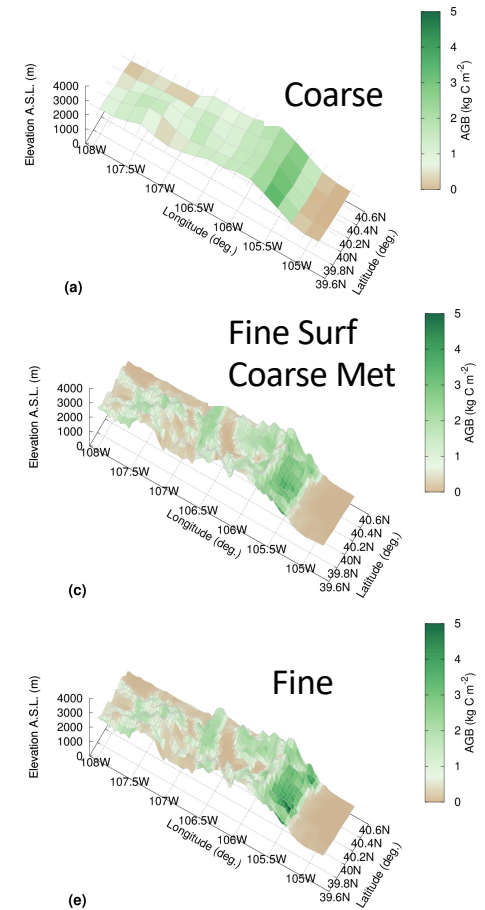 Coarse
Elevation A.S.L. (m)
4000
3000
2000
1000
0
108W
107.5W
107W
106.5W
106W
105.5W
105W
Longitude (deg.)
40.6N
40.4N
40.2N
40N
39.8N
39.6N
Latitude (deg.)
5
4
3
2
1
0
AGB (kg C m-2)
(a)
Fine Surf
Coarse Met
Elevation A.S.L. (m)
4000
3000
2000
1000
0
108W
107.5W
107W
106.5W
106W
105.5W
105W
Longitude (deg.)
40.6N
40.4N
40.2N
40N
39.8N
39.6N
Latitude (deg.)
5
4
3
2
1
0
AGB (kg C m-2)
(c)
Fine
Elevation A.S.L. (m)
4000
3000
2000
1000
0
108W
107.5W
107W
106.5W
106W
105.5W
105W
Longitude (deg.)
40.6N
40.4N
40.2N
40N
39.8N
39.6N
Latitude (deg.)
5
4
3
2
1
0
AGB (kg C m-2)
(e)